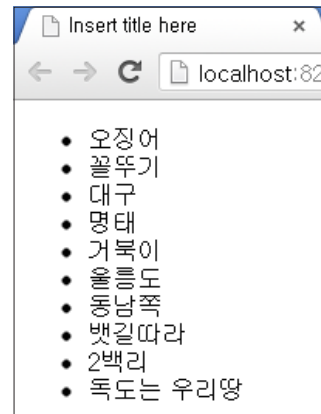 Insert title here
localhost:82
오징어
꼴뚜기
대구
명태
거북이
울릉도
동남쪽
뱃길따라
2백리
독도는 우리땅